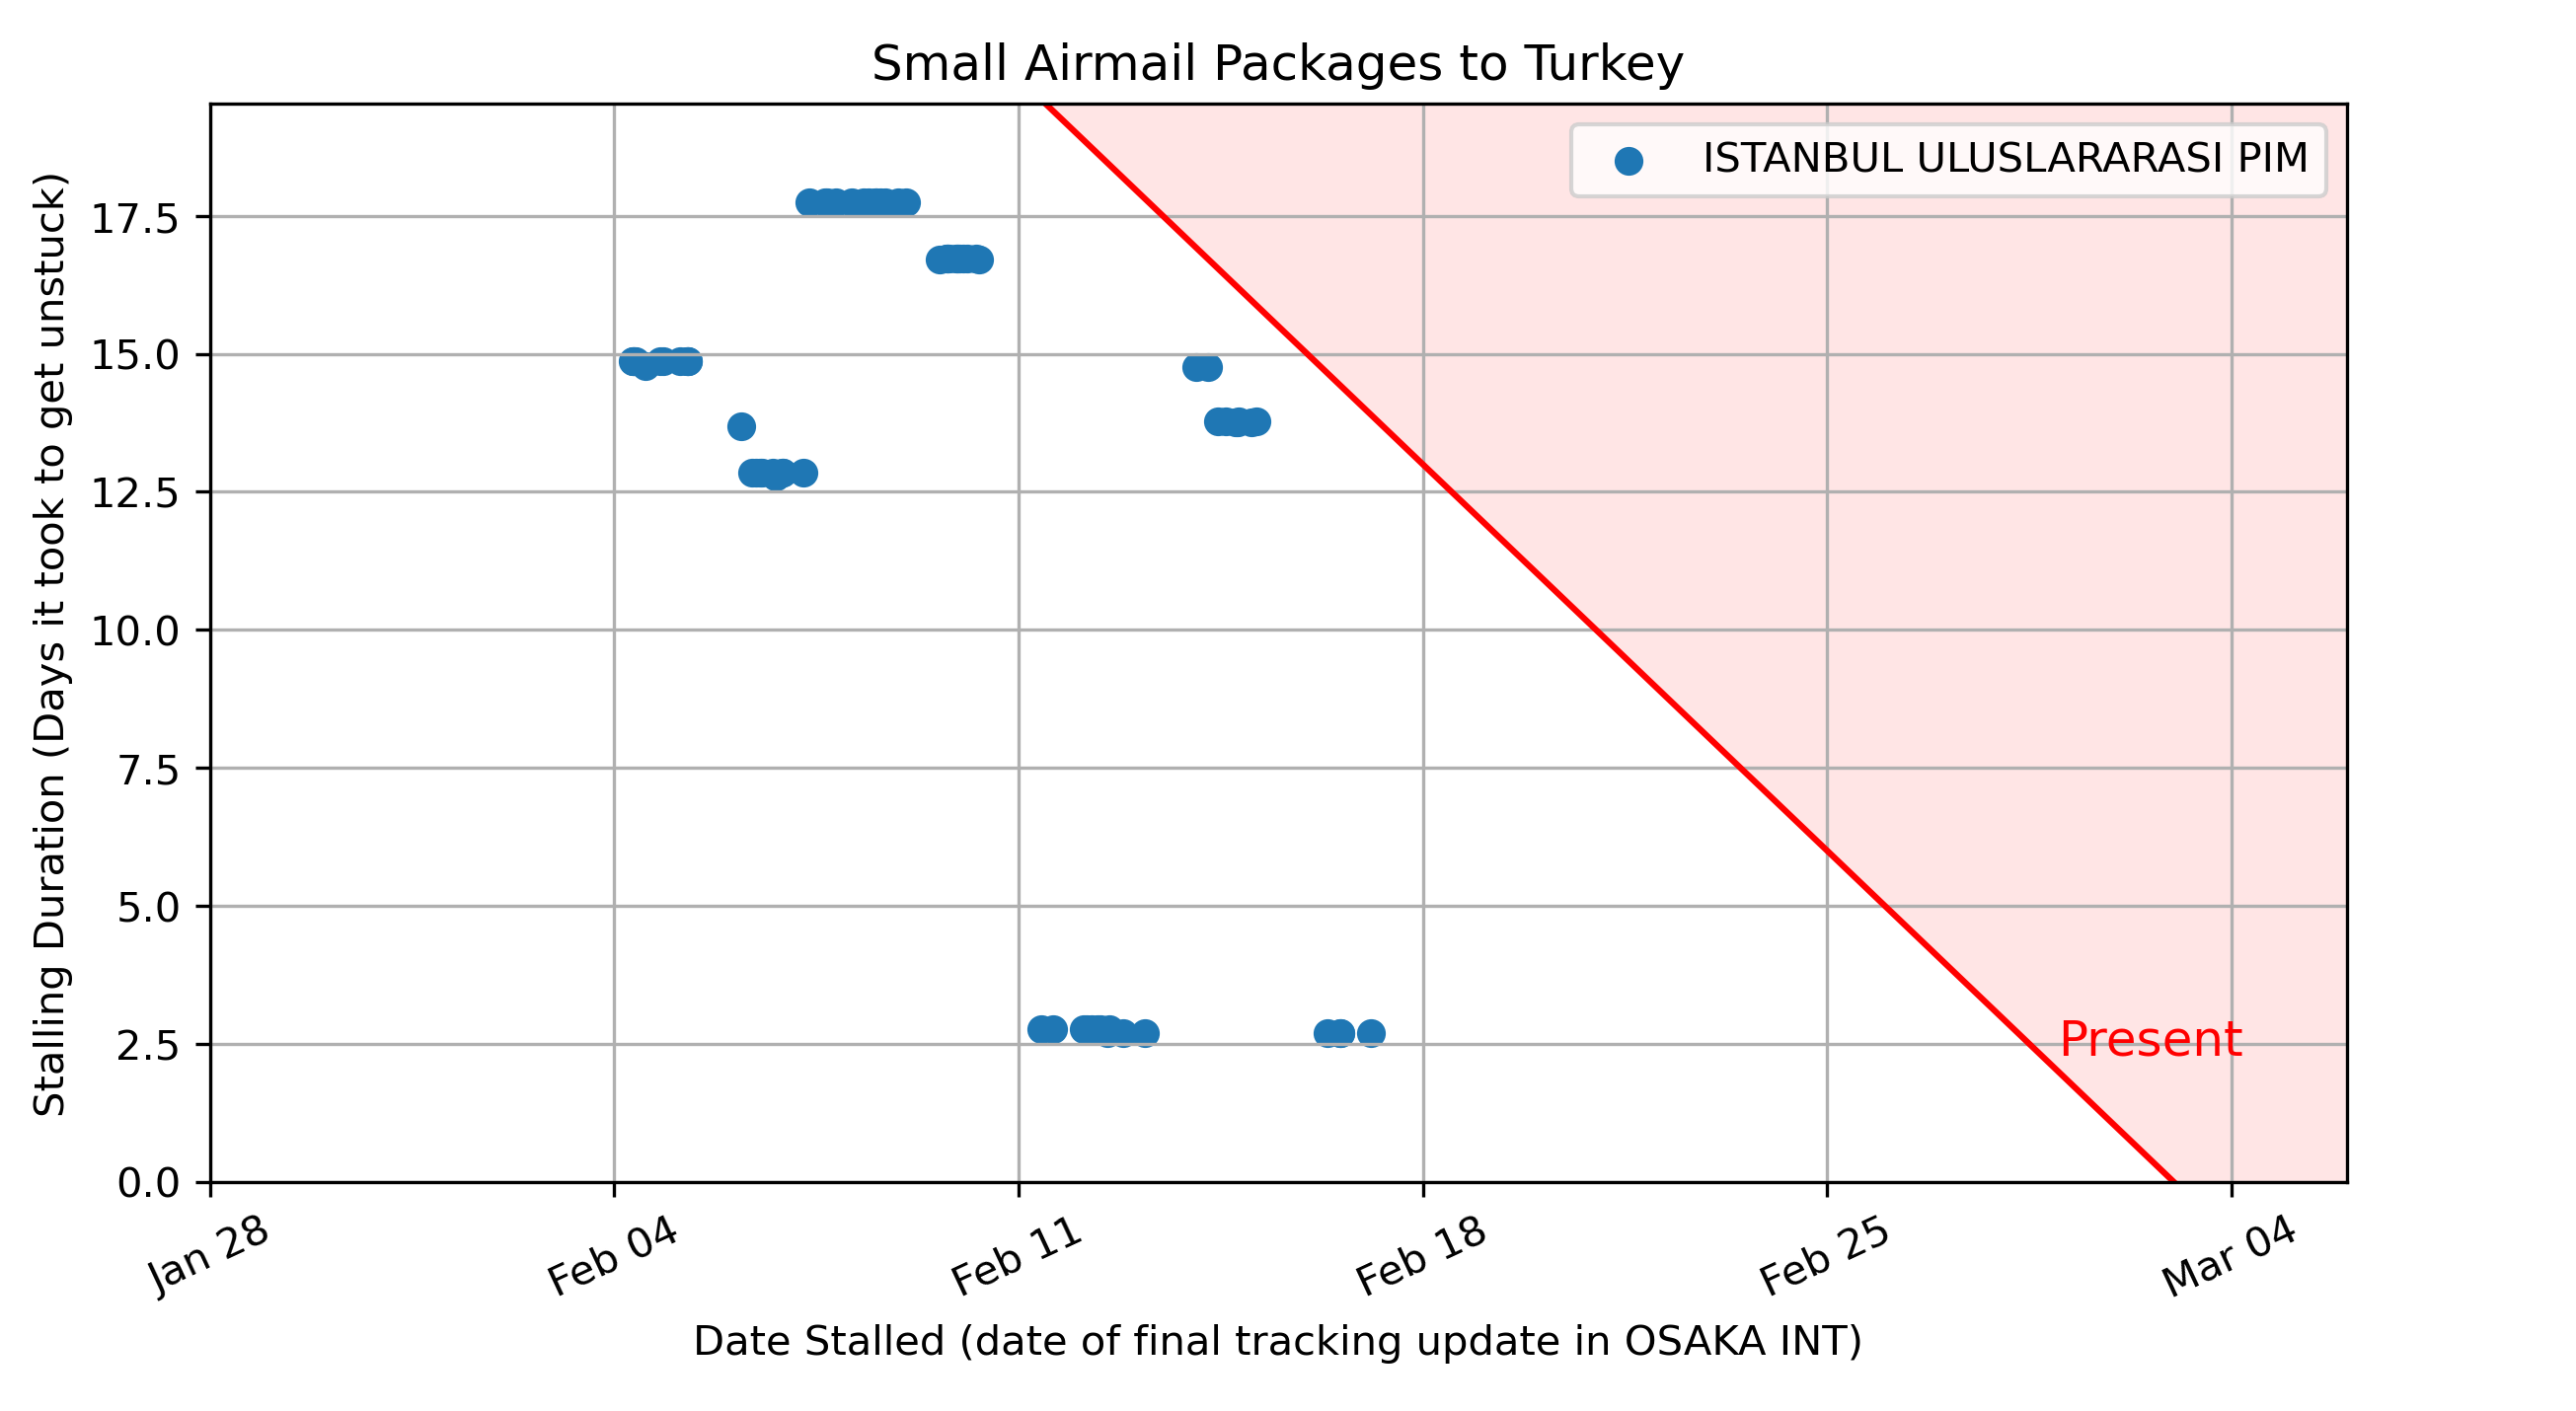 Small Airmail Packages to Turkey
ISTANBUL ULUSLARARASI PIM
Stalling Duration (Days it took to get unstuck)
17.5
15.0
12.5
10.0
7.5
5.0
2.5
0.0
Present
Jan 28
Feb 04
Feb 11
Feb 18
Feb 25
Mar 04
Date Stalled (date of final tracking update in OSAKA INT)